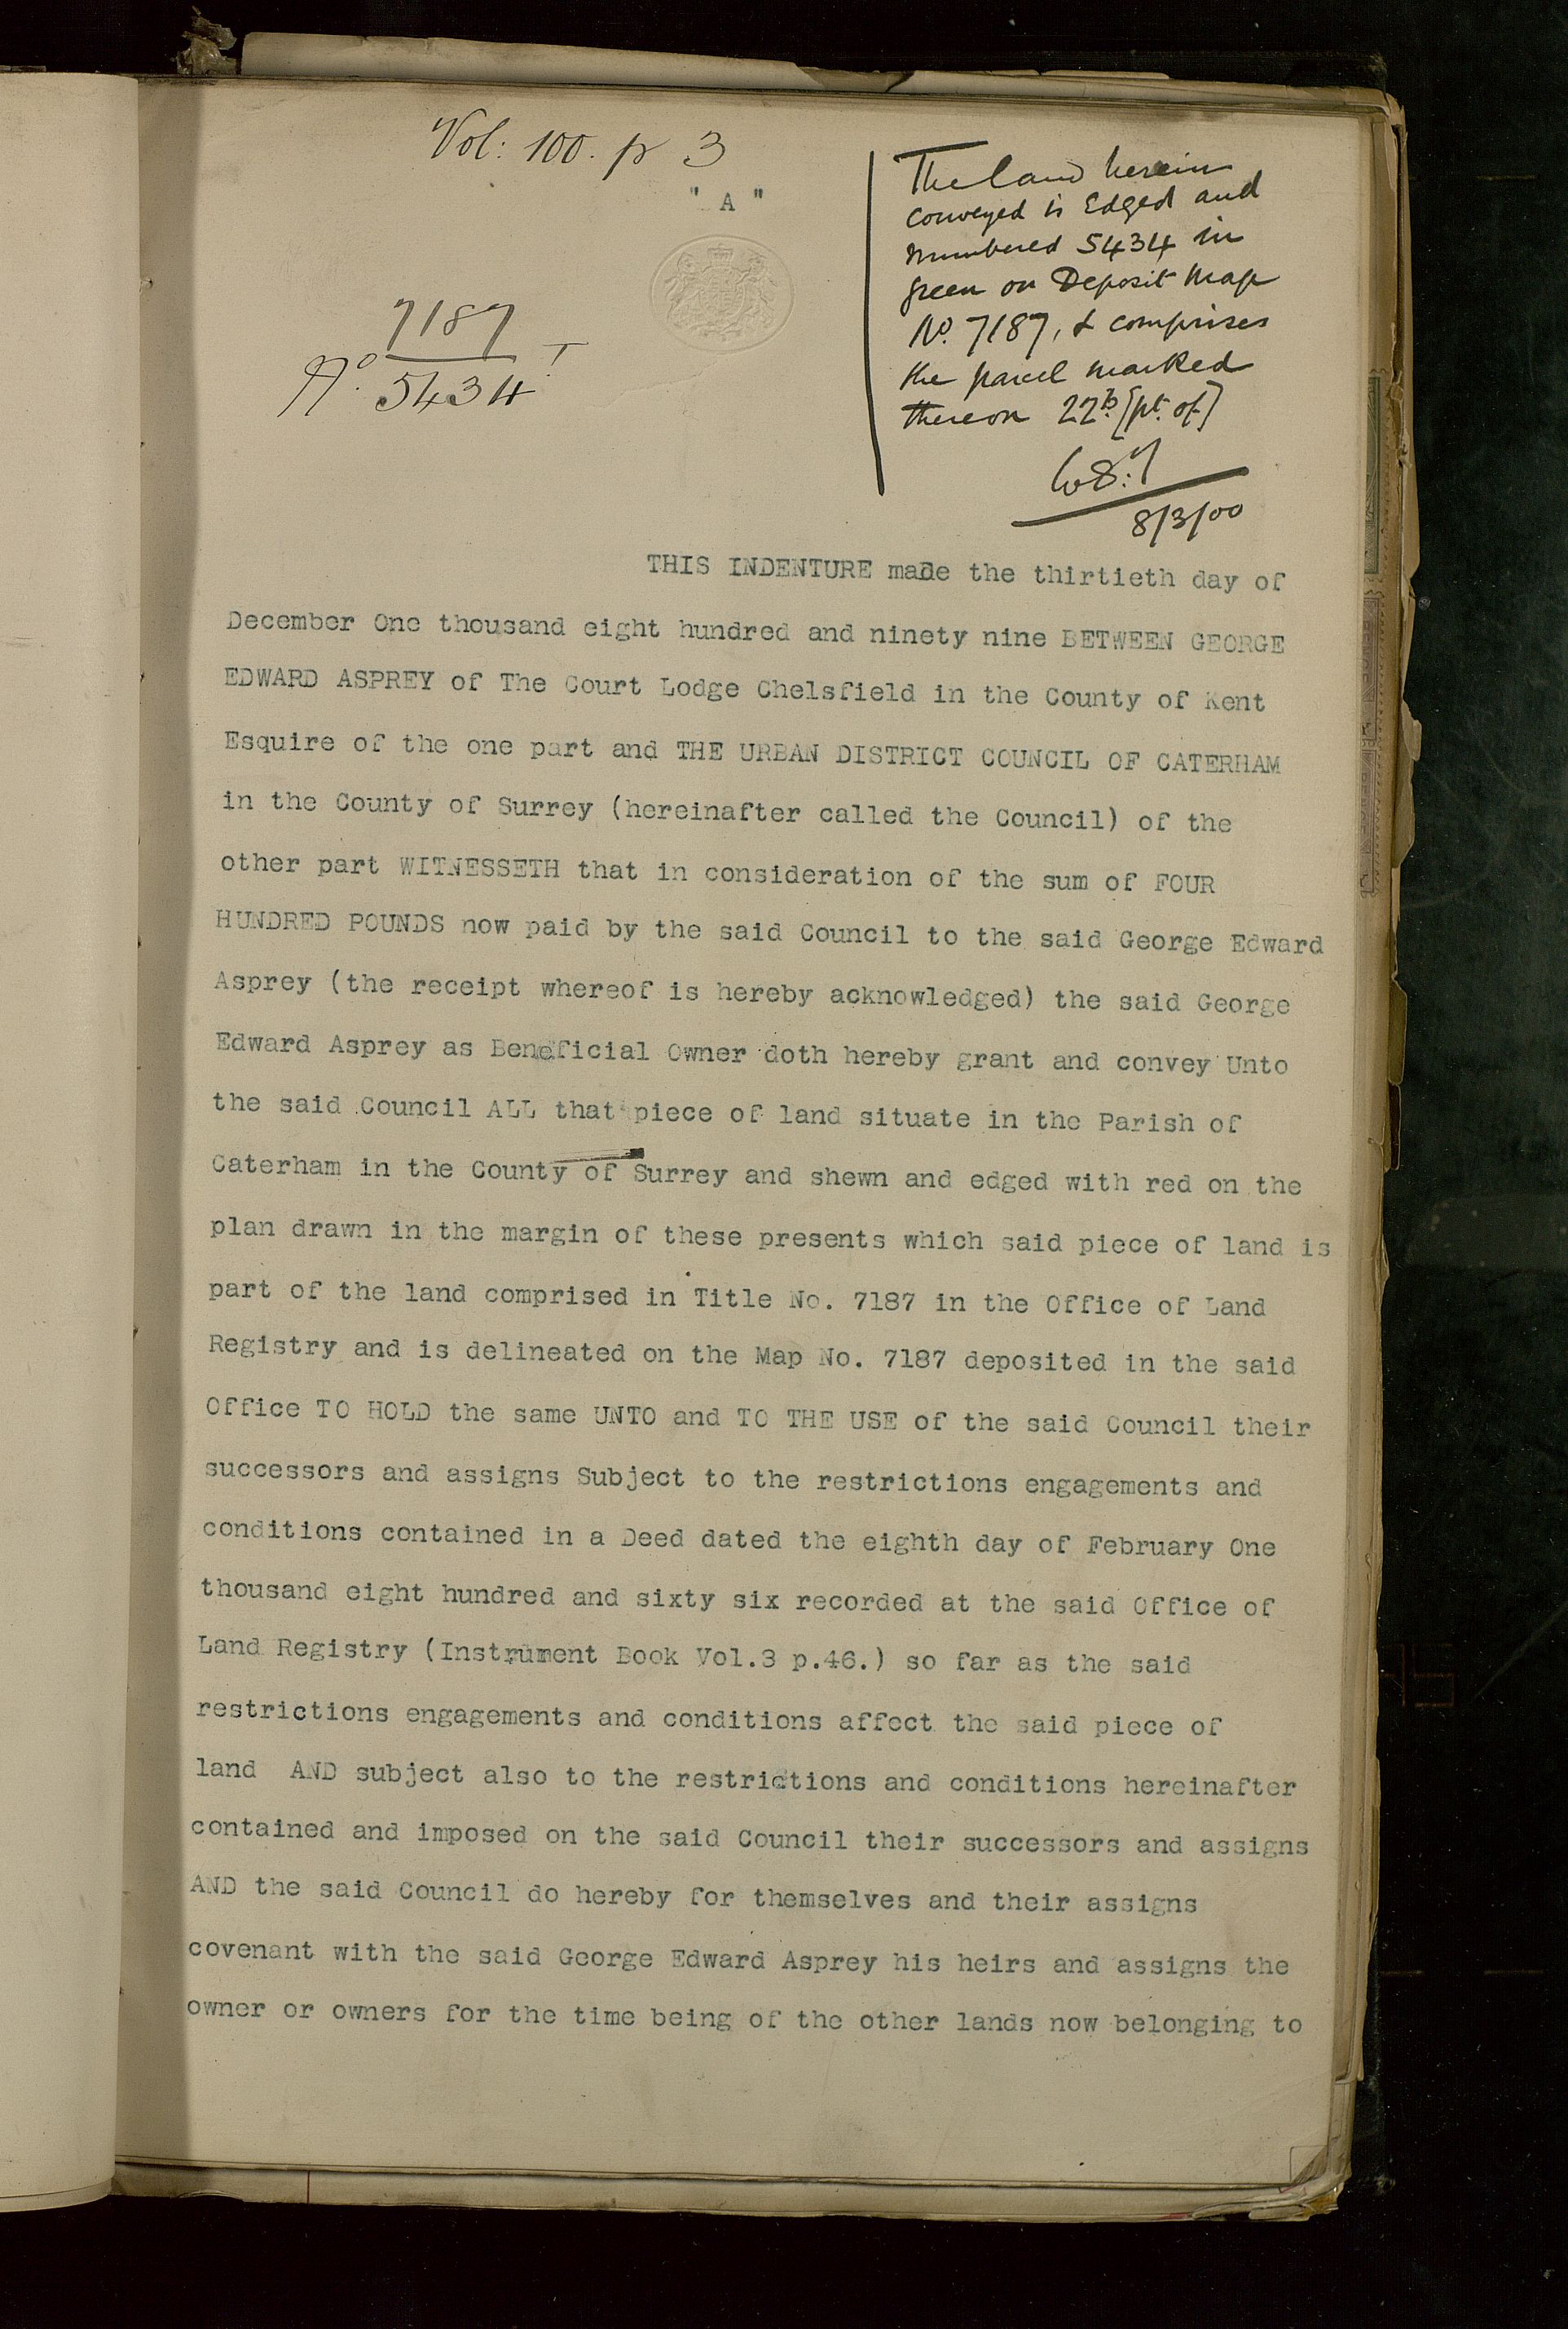 Vol: 100. p 3
" A "
No. 7187
5434
The land herein
conveyed is Edged and
numbered 5434 in
green on Deposit Map
No. 7187, & comprises
the parcel marked
thereon 22b. [pt. of]
8/3/00
THIS INDENTURE made the thirtieth day of
December One thousand eight hundred and ninety nine BETWEEN GEORGE
EDWARD ASPREY of The Court Lodge Chelsfield in the County of Kent
Esquire of the one part and THE URBAN DISTRICT COUNCIL OF CATERHAM
in the County of Surrey (hereinafter called the Council) of the
other part WITNESSETH that in consideration of the sum of FOUR
HUNDRED POUNDS now paid by the said Council to the said George Edward
Asprey (the receipt whereof is hereby acknowledged) the said George
Edward Asprey as Beneficial Owner doth hereby grant and convey Unto
the said Council ALL that piece of land situate in the Parish of
Caterham in the County of Surrey and shewn and edged with red on the
plan drawn in the margin of these presents which said piece of land is
part of the land comprised in Title No. 7187 in the Office of Land
Registry and is delineated on the Map No. 7187 deposited in the said
Office TO HOLD the same UNTO and TO THE USE of the said Council their
successors and assigns Subject to the restrictions engagements and
conditions contained in a Deed dated the eighth day of February One
thousand eight hundred and sixty six recorded at the said Office of
Land Registry (Instrument Book Vol.3 p.46.) so far as the said
restrictions engagements and conditions affect the said piece of
land AND subject also to the restrictions and conditions hereinafter
contained and imposed on the said Council their successors and assigns
AND the said Council do hereby for themselves and their assigns
covenant with the said George Edward Asprey his heirs and assigns the
owner or owners for the time being of the other lands now belonging to